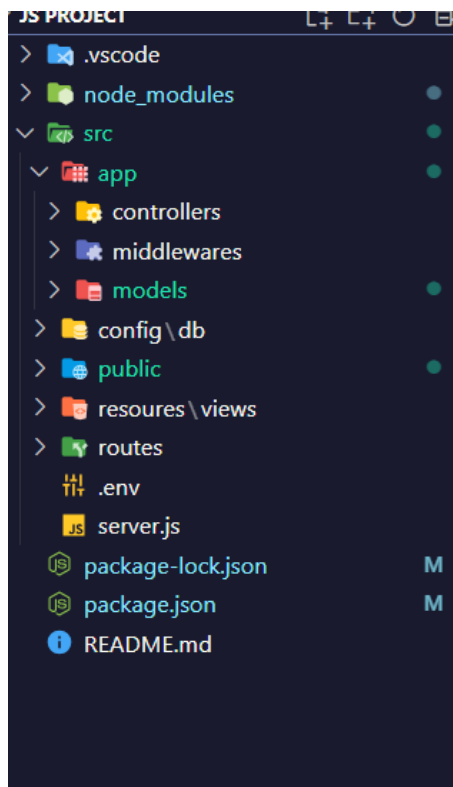 JS PROJECT
.vscode
node_modules
src
app
controllers
middlewares
models
config\db
public
resoures\views
routes
.env
JS server.js
package-lock.json M
package.json M
README.md